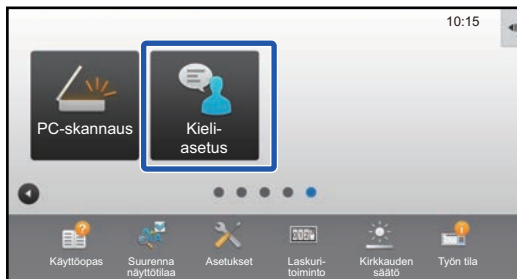 10:15
PC-skannaus
Kieli-
asetus
Käyttöopas
Suurenna
näyttötilaa
Asetukset
Laskuri-
toiminto
Kirkkauden
säätö
Työn tila